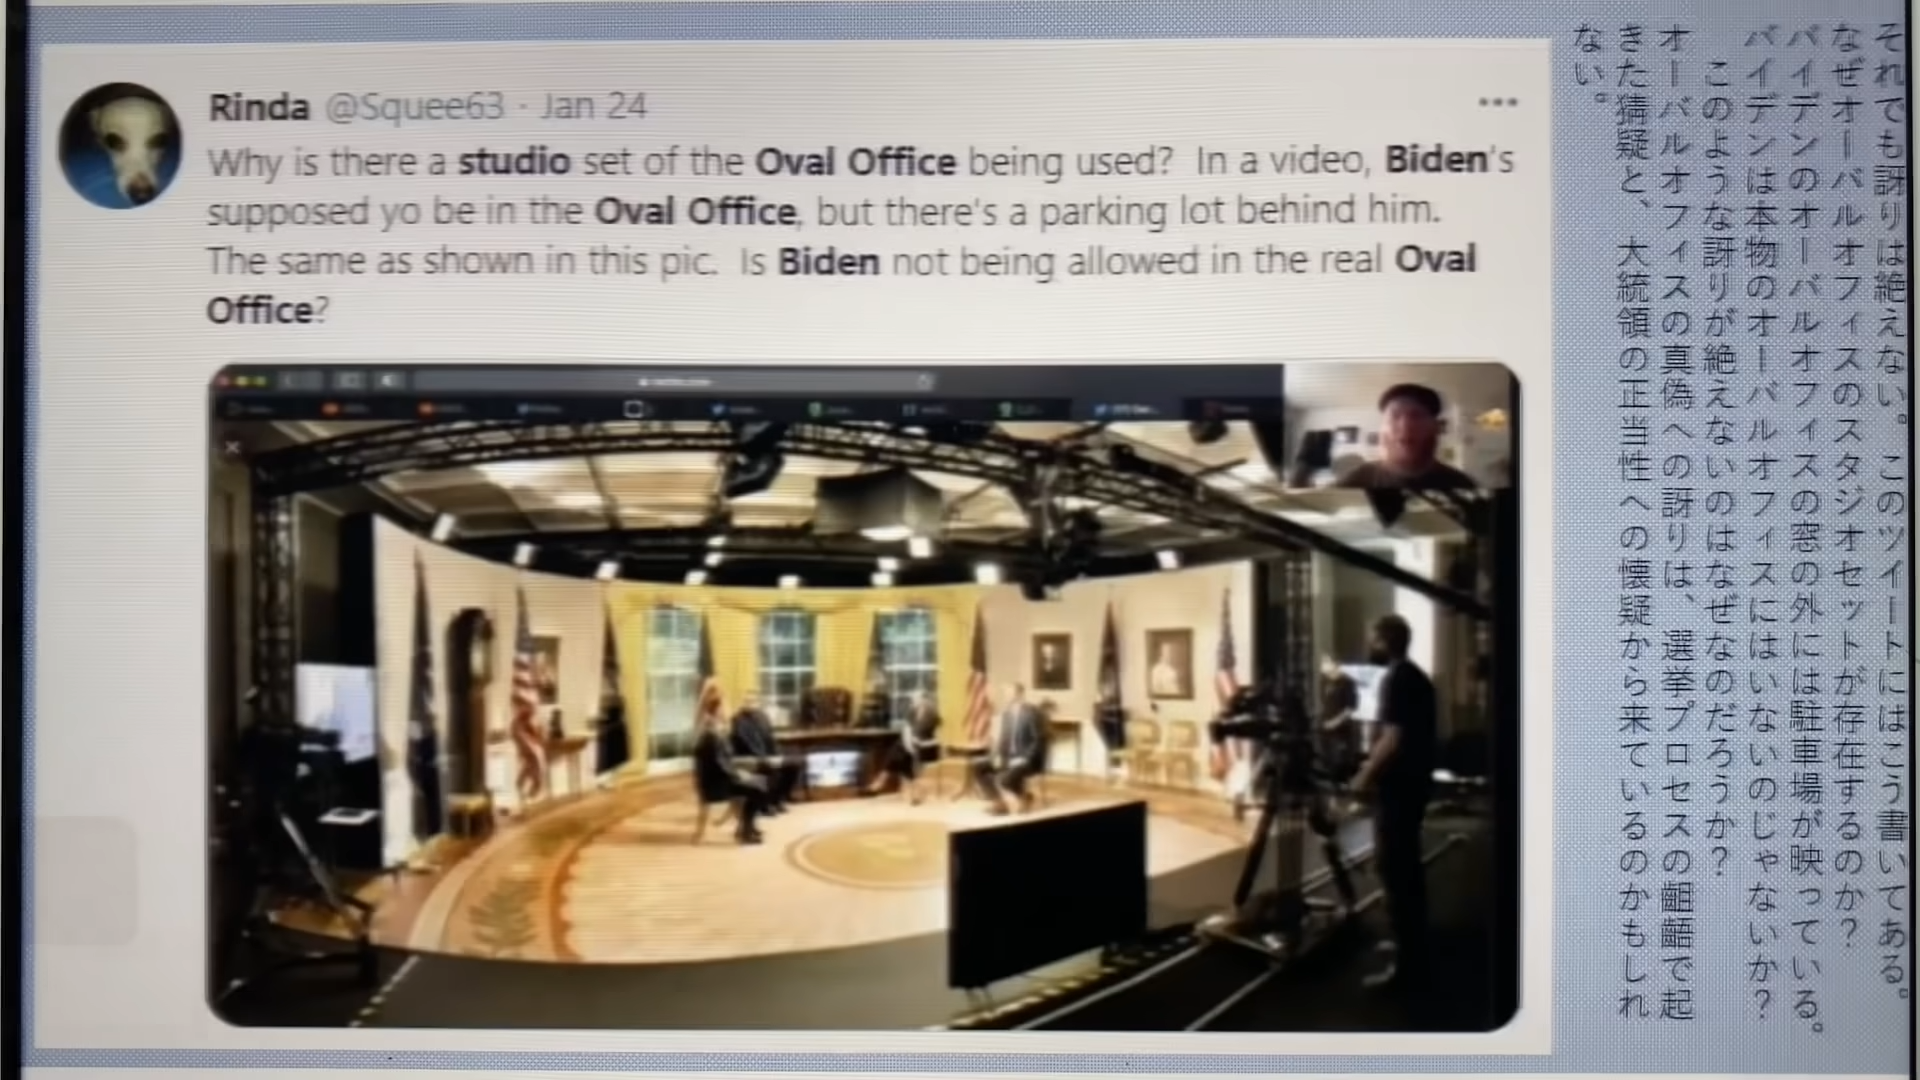 Rinda @Squee63 · Jan 24
Why is there a studio set of the Oval Office being used? In a video, Biden's
supposed yo be in the Oval Office, but there's a parking lot behind him.
The same as shown in this pic. Is Biden not being allowed in the real Oval
Office?
それでも訝りは絶えない。このツイートにはこう書いてある。
なぜオーバルオフィスのスタジオセットが存在するのか？
バイデンのオーバルオフィスの窓の外には駐車場が映っている。
バイデンは本物のオーバルオフィスにはいないのじゃないか？
このような訝りが絶えないのはなぜなのだろうか？
オーバルオフィスの真偽への訝りは、選挙プロセスの齟齬で起
きた猜疑と、大統領の正当性への懐疑から来ているのかもしれ
ない。